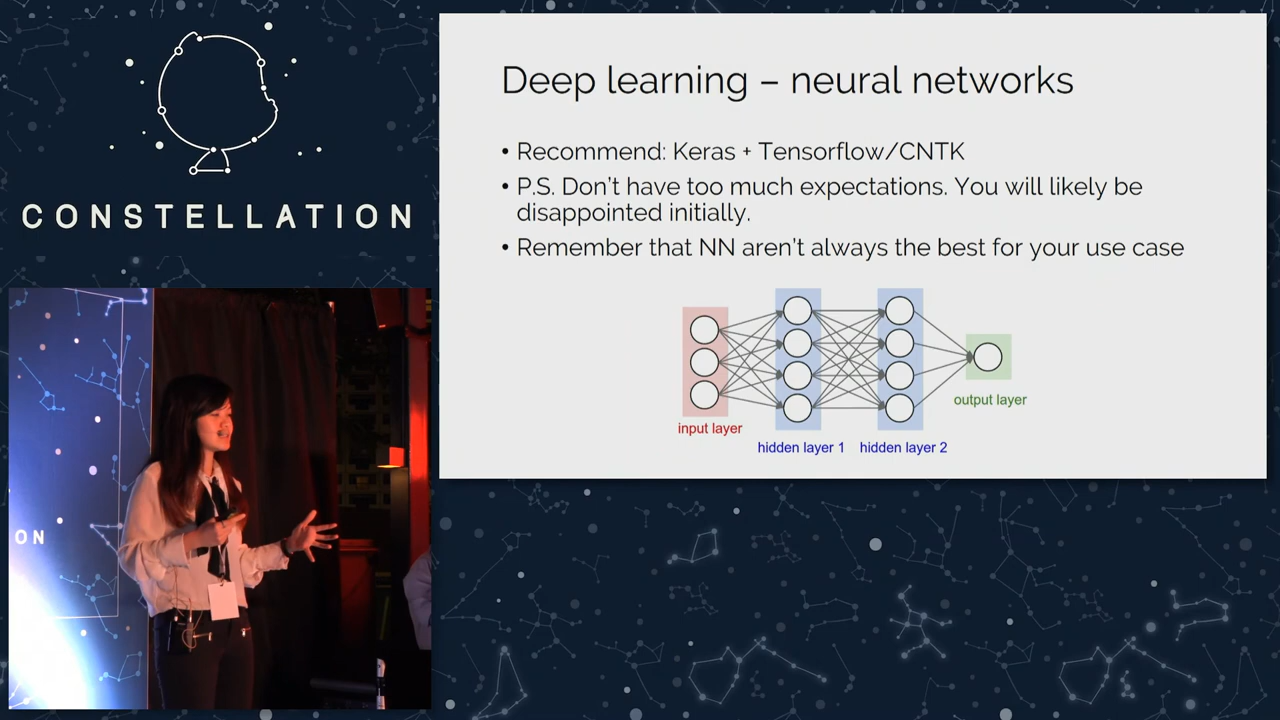 CONSTELLATION
Deep learning – neural networks
• Recommend: Keras + Tensorflow/CNTK
• P.S. Don't have too much expectations. You will likely be
disappointed initially.
• Remember that NN aren't always the best for your use case
input layer
hidden layer 1
hidden layer 2
output layer
ON